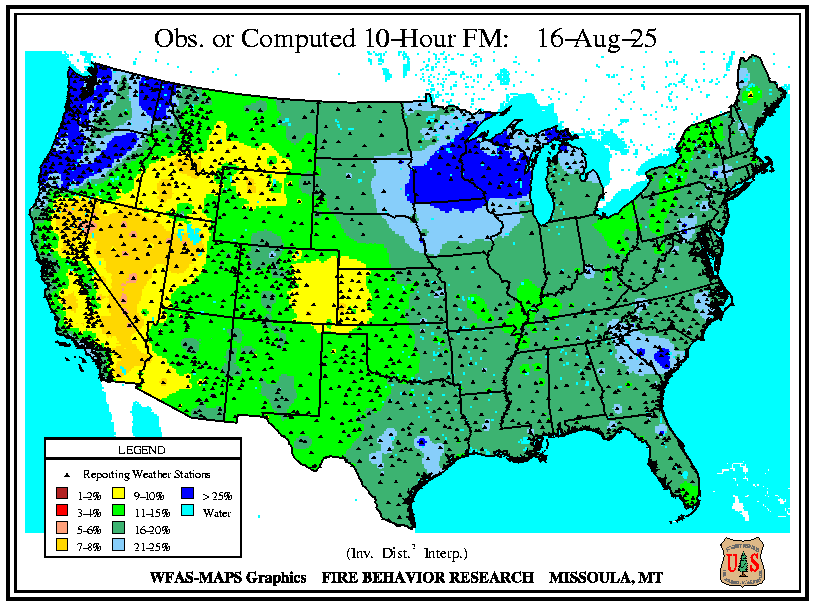 Obs. or Computed 10-Hour FM: 16-Aug-25
LEGEND
Reporting Weather Stations
1-2% 9-10% > 25%
3-4% 11-15% Water
5-6% 16-20%
7-8% 21-25%
(Inv. Dist.² Interp.)
WFAS-MAPS Graphics FIRE BEHAVIOR RESEARCH MISSOULA, MT
U S